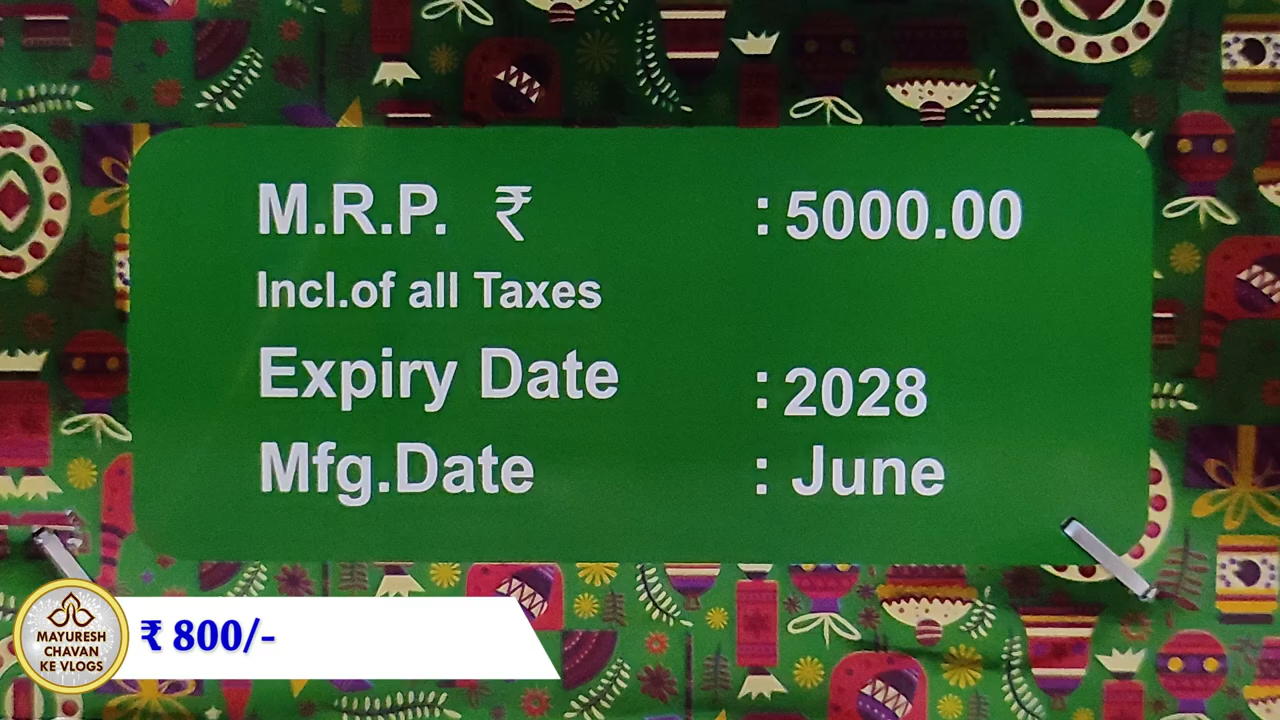 M.R.P. ₹ : 5000.00
Incl.of all Taxes
Expiry Date : 2028
Mfg.Date : June
MAYURESH
CHAVAN
KE VLOGS
₹ 800/-